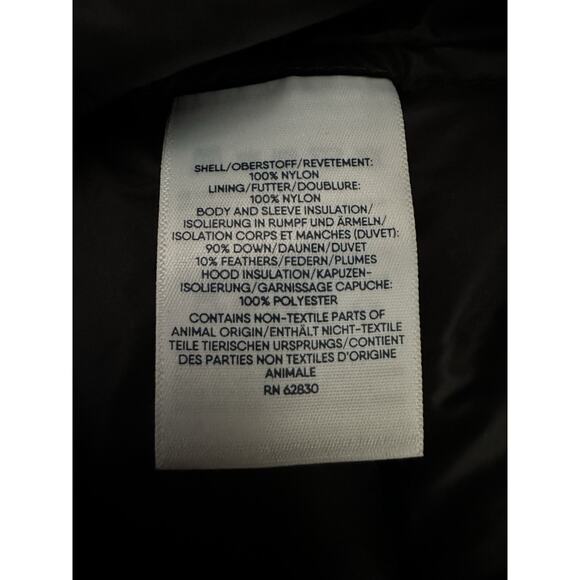 SHELL/OBERSTOFF/REVETEMENT:
100% NYLON
LINING/FUTTER/DOUBLURE:
100% NYLON
BODY AND SLEEVE INSULATION/
ISOLIERUNG IN RUMPF UND ÄRMELN/
ISOLATION CORPS ET MANCHES (DUVET):
90% DOWN/DAUNEN/DUVET
10% FEATHERS/FEDERN/PLUMES
HOOD INSULATION/KAPUZEN-
ISOLIERUNG/GARNISSAGE CAPUCHE:
100% POLYESTER
CONTAINS NON-TEXTILE PARTS OF
ANIMAL ORIGIN/ENTHÄLT NICHT-TEXTILE
TEILE TIERISCHEN URSPRUNGS/CONTIENT
DES PARTIES NON TEXTILES D'ORIGINE
ANIMALE
RN 62830